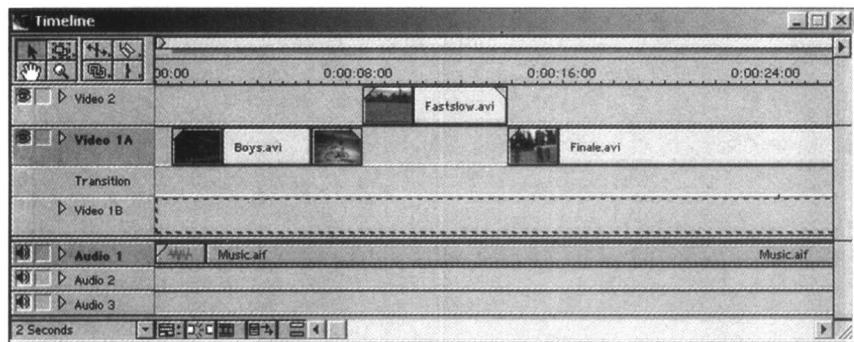 Timeline
00:00 0:00:08:00 0:00:16:00 0:00:24:00
Video 2 Fastslow.avi
Video 1A Boys.avi Finale.avi
Transition
Video 1B
Audio 1 Music.aif Music.aif
Audio 2
Audio 3
2 Seconds